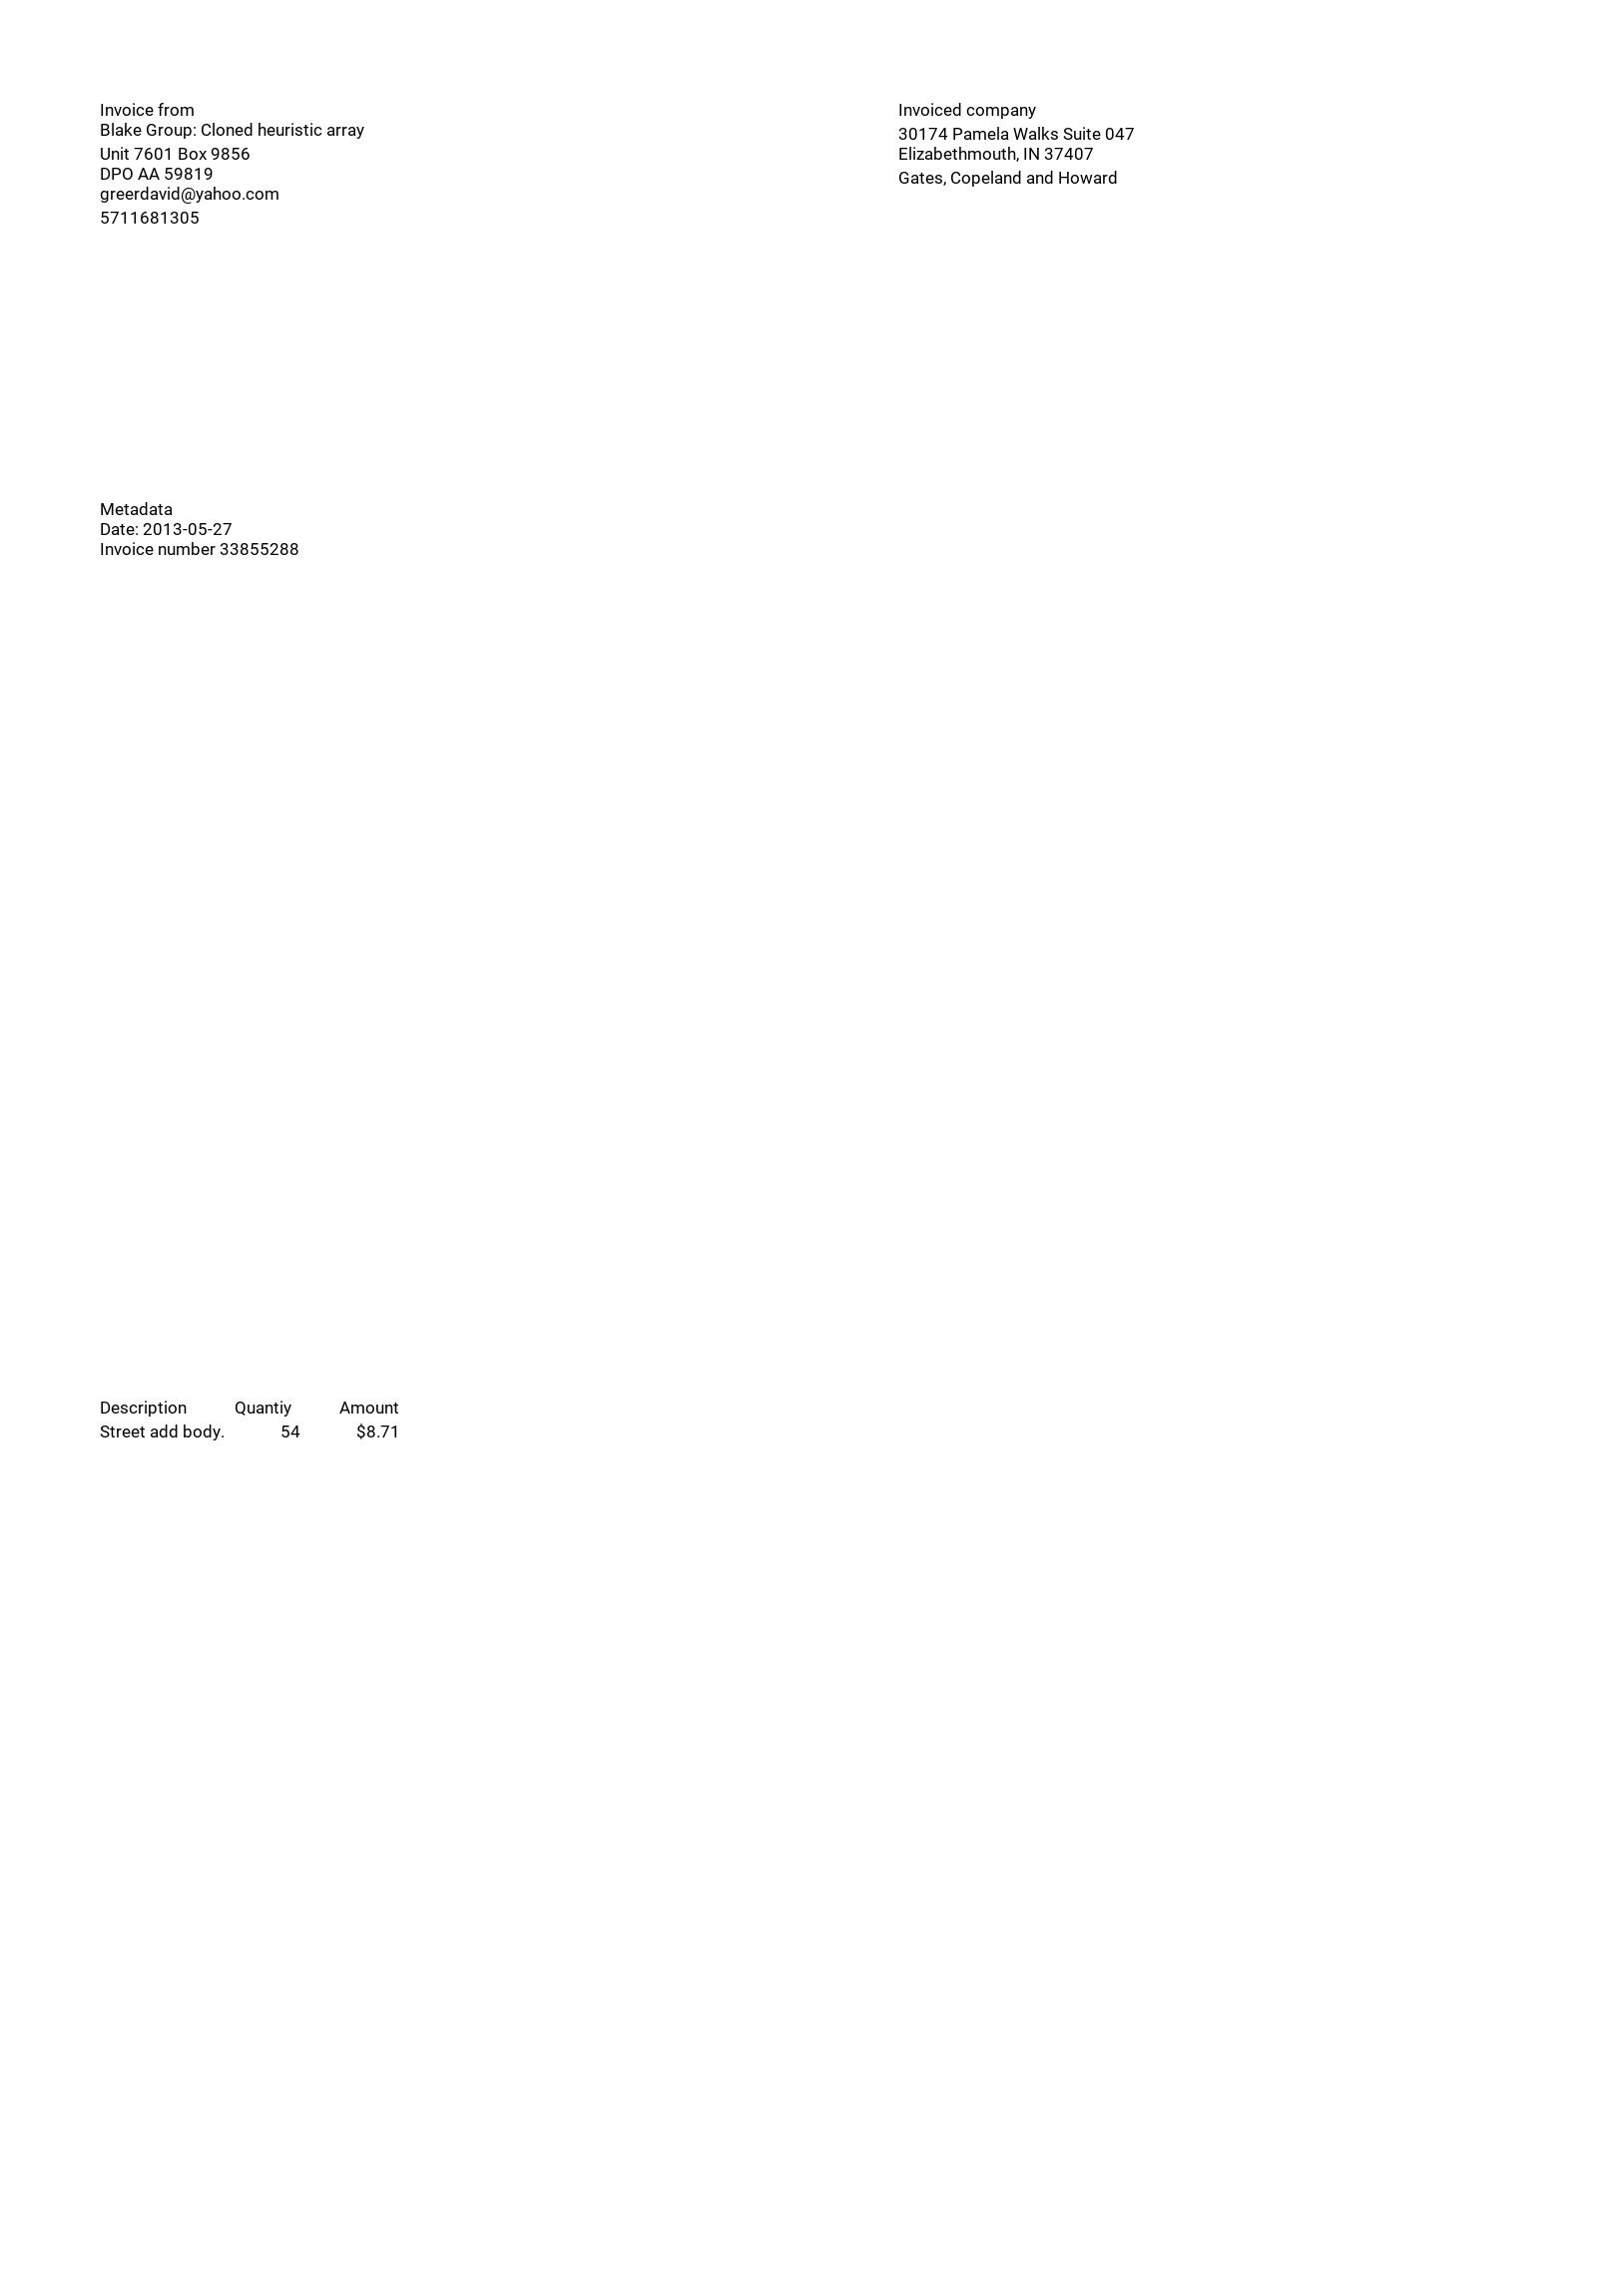 Invoice from
Blake Group: Cloned heuristic array
Unit 7601 Box 9856
DPO AA 59819
greerdavid@yahoo.com
5711681305
Invoiced company
30174 Pamela Walks Suite 047
Elizabethmouth, IN 37407
Gates, Copeland and Howard
Metadata
Date: 2013-05-27
Invoice number 33855288
Description Quantiy Amount
Street add body. 54 $8.71